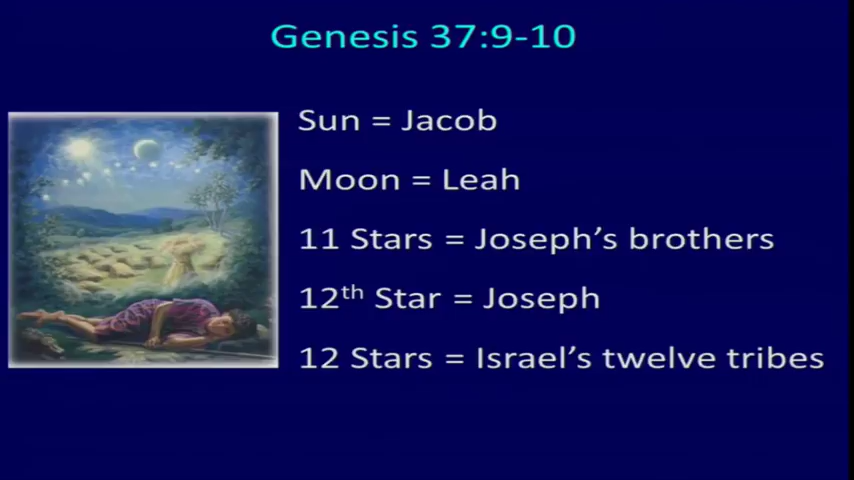 Genesis 37:9-10
Sun = Jacob
Moon = Leah
11 Stars = Joseph's brothers
12th Star = Joseph
12 Stars = Israel's twelve tribes